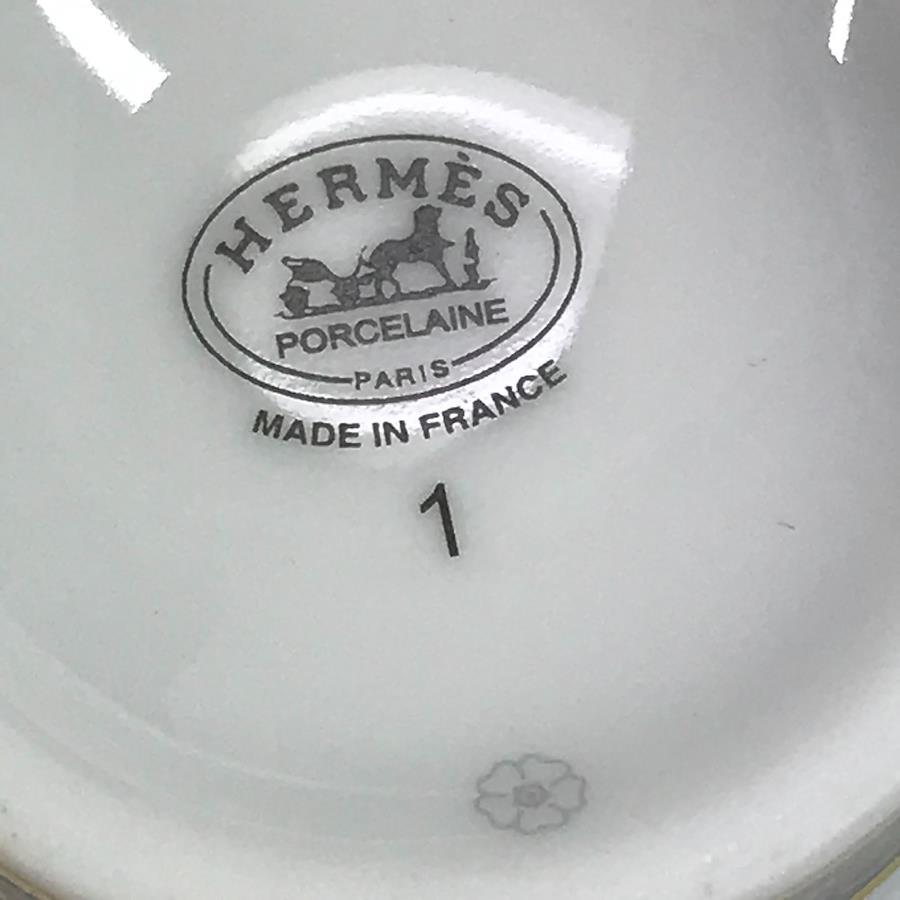 HERMÈS
PORCELAINE
PARIS
MADE IN FRANCE
1